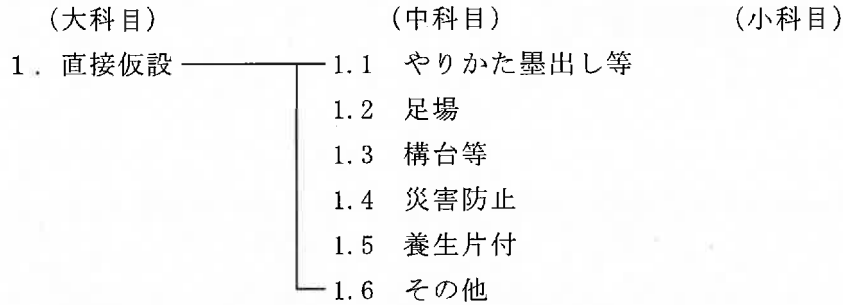 (大科目) (中科目) (小科目)
1. 直接仮設 1.1 やりかた墨出し等
1.2 足場
1.3 構台等
1.4 災害防止
1.5 養生片付
1.6 その他